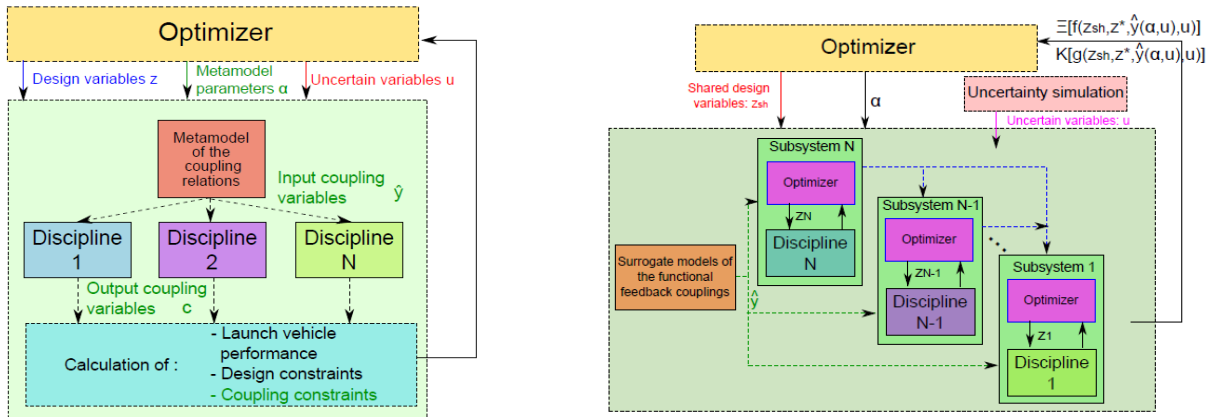 Optimizer
Design variables z
Metamodel
parameters α
Uncertain variables u
Metamodel
of the
coupling
relations
Input coupling
variables ŷ
Discipline
1
Discipline
2
Discipline
N
Output coupling
variables c
Calculation of :
- Launch vehicle
performance
- Design constraints
- Coupling constraints
Optimizer
Ξ[f(zsh,z*,ŷ(α,u),u)]
K[g(zsh,z*,ŷ(α,u),u)]
Shared design
variables: zsh
α
Uncertainty simulation
Uncertain variables: u
Subsystem N
Optimizer
zN
Discipline
N
Subsystem N-1
Optimizer
zN-1
Discipline
N-1
Surrogate models of
the functional
feedback couplings
ŷ
Subsystem 1
Optimizer
z1
Discipline
1